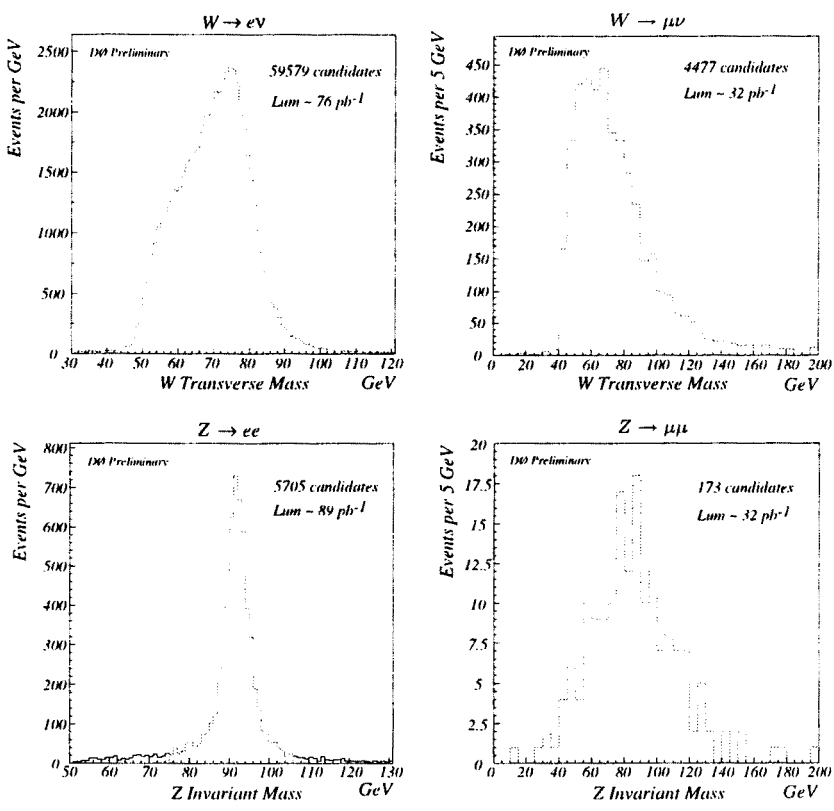 W → eν
Events per GeV
2500
2000
1500
1000
500
0
DØ Preliminary
59579 candidates
Lum ~ 76 pb⁻¹
30 40 50 60 70 80 90 100 110 120
W Transverse Mass GeV
W → μν
Events per 5 GeV
450
400
350
300
250
200
150
100
50
0
DØ Preliminary
4477 candidates
Lum ~ 32 pb⁻¹
0 20 40 60 80 100 120 140 160 180 200
W Transverse Mass GeV
Z → ee
Events per GeV
800
700
600
500
400
300
200
100
0
DØ Preliminary
5705 candidates
Lum ~ 89 pb⁻¹
50 60 70 80 90 100 110 120 130
Z Invariant Mass GeV
Z → μμ
Events per 5 GeV
20
17.5
15
12.5
10
7.5
5
2.5
0
DØ Preliminary
173 candidates
Lum ~ 32 pb⁻¹
0 20 40 60 80 100 120 140 160 180 200
Z Invariant Mass GeV